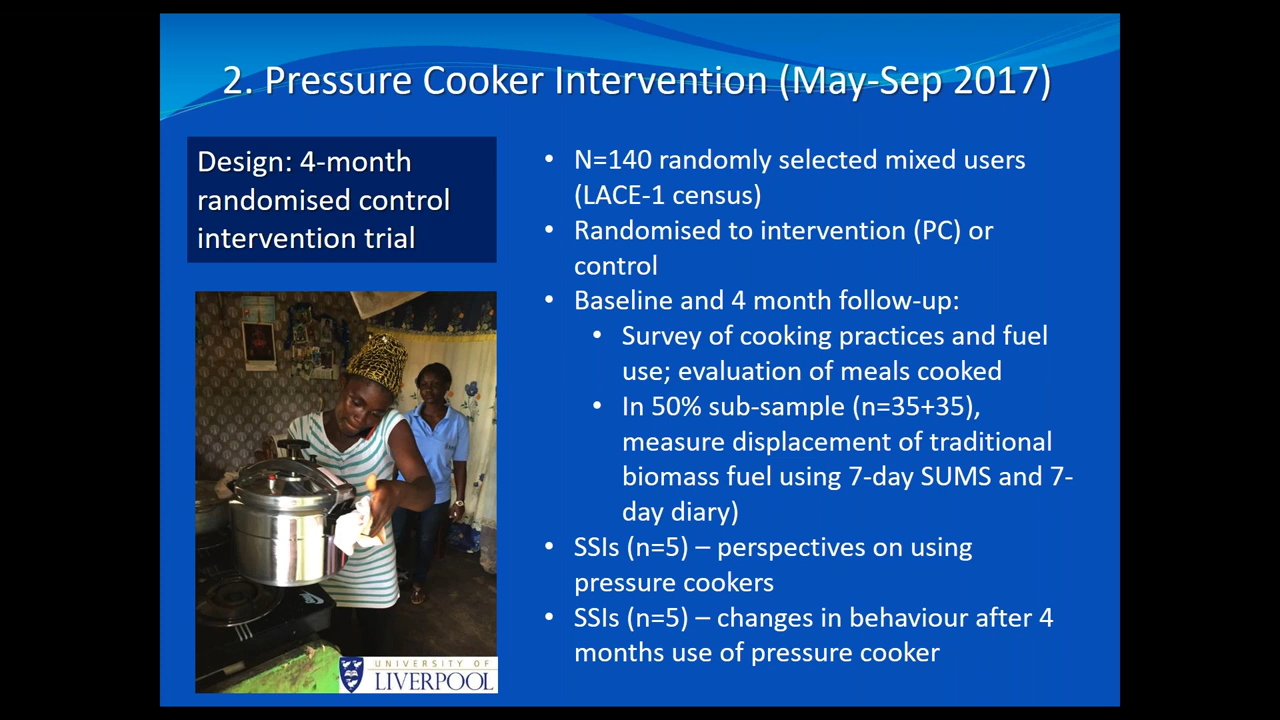 2. Pressure Cooker Intervention (May-Sep 2017)
Design: 4-month
randomised control
intervention trial
• N=140 randomly selected mixed users
(LACE-1 census)
• Randomised to intervention (PC) or
control
• Baseline and 4 month follow-up:
• Survey of cooking practices and fuel
use; evaluation of meals cooked
• In 50% sub-sample (n=35+35),
measure displacement of traditional
biomass fuel using 7-day SUMS and 7-
day diary)
• SSIs (n=5) – perspectives on using
pressure cookers
• SSIs (n=5) – changes in behaviour after 4
months use of pressure cooker
UNIVERSITY OF
LIVERPOOL